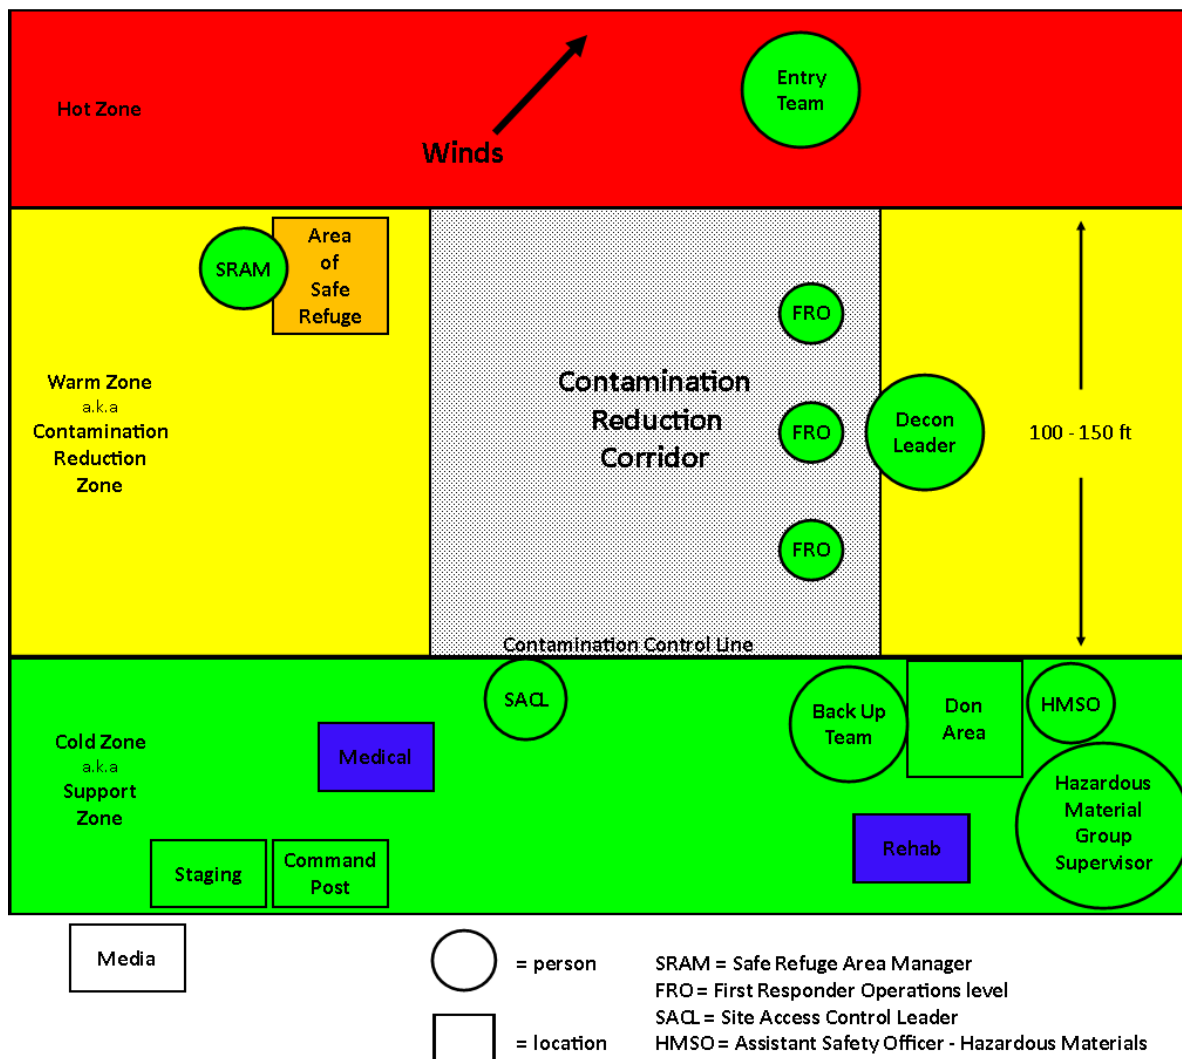 Hot Zone
Winds
Entry
Team
SRAM
Area
of
Safe
Refuge
Warm Zone
a.k.a
Contamination
Reduction
Zone
Contamination
Reduction
Corridor
FRO
FRO
FRO
Decon
Leader
100 - 150 ft
Contamination Control Line
Cold Zone
a.k.a
Support
Zone
SACL
Medical
Staging
Command
Post
Back Up
Team
Don
Area
HMSO
Rehab
Hazardous
Material
Group
Supervisor
Media
= person
= location
SRAM = Safe Refuge Area Manager
FRO = First Responder Operations level
SACL = Site Access Control Leader
HMSO = Assistant Safety Officer - Hazardous Materials